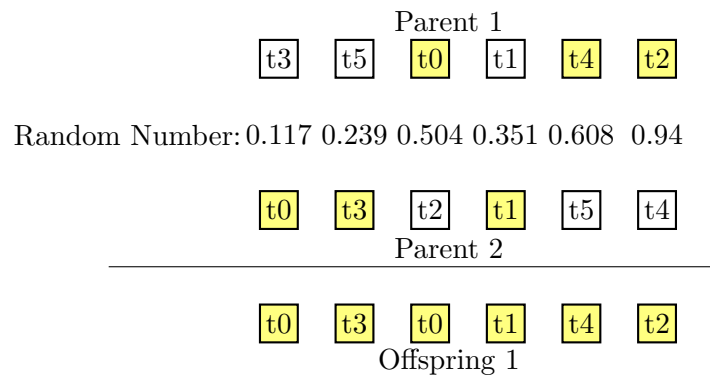 Parent 1
t3 t5 t0 t1 t4 t2
Random Number: 0.117 0.239 0.504 0.351 0.608 0.94
t0 t3 t2 t1 t5 t4
Parent 2
t0 t3 t0 t1 t4 t2
Offspring 1